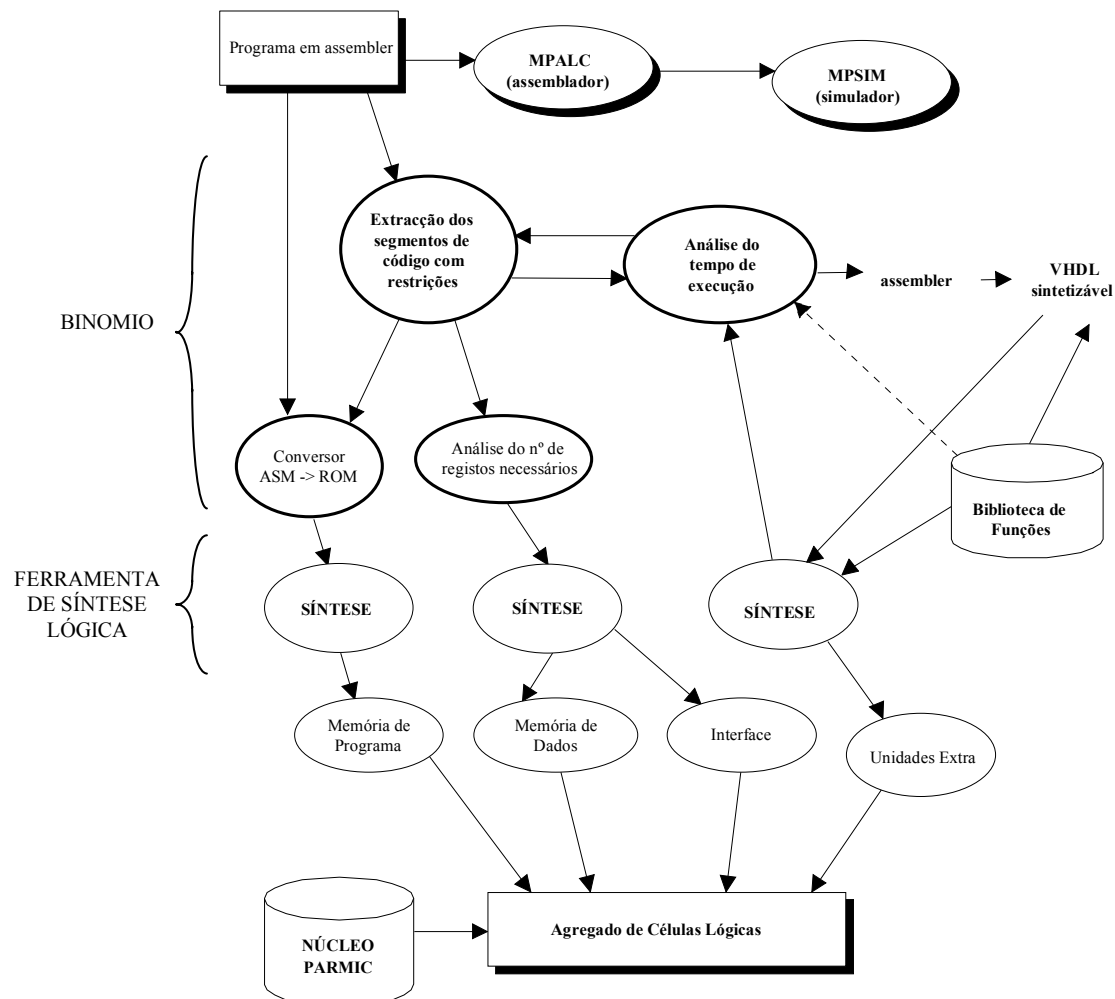 Programa em assembler
MPALC
(assemblador)
MPSIM
(simulador)
BINOMIO
Extracção dos
segmentos de
código com
restrições
Análise do
tempo de
execução
assembler
VHDL
sintetizável
Conversor
ASM -> ROM
Análise do nº de
registos necessários
Biblioteca de
Funções
FERRAMENTA
DE SÍNTESE
LÓGICA
SÍNTESE
SÍNTESE
SÍNTESE
Memória de
Programa
Memória de
Dados
Interface
Unidades Extra
NÚCLEO
PARMIC
Agregado de Células Lógicas